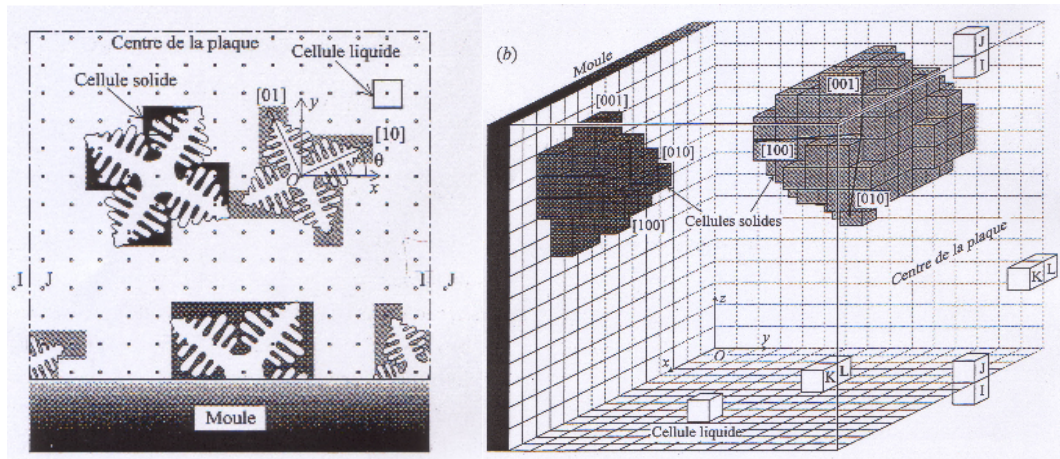 Centre de la plaque
Cellule liquide
Cellule solide
[01]
y
[10]
θ
x
I
J
I
J
Moule
(b)
Moule
[001]
[010]
[100]
Cellules solides
[001]
[100]
[010]
J
I
Centre de la plaque
K
L
z
O
y
x
K
L
J
I
Cellule liquide